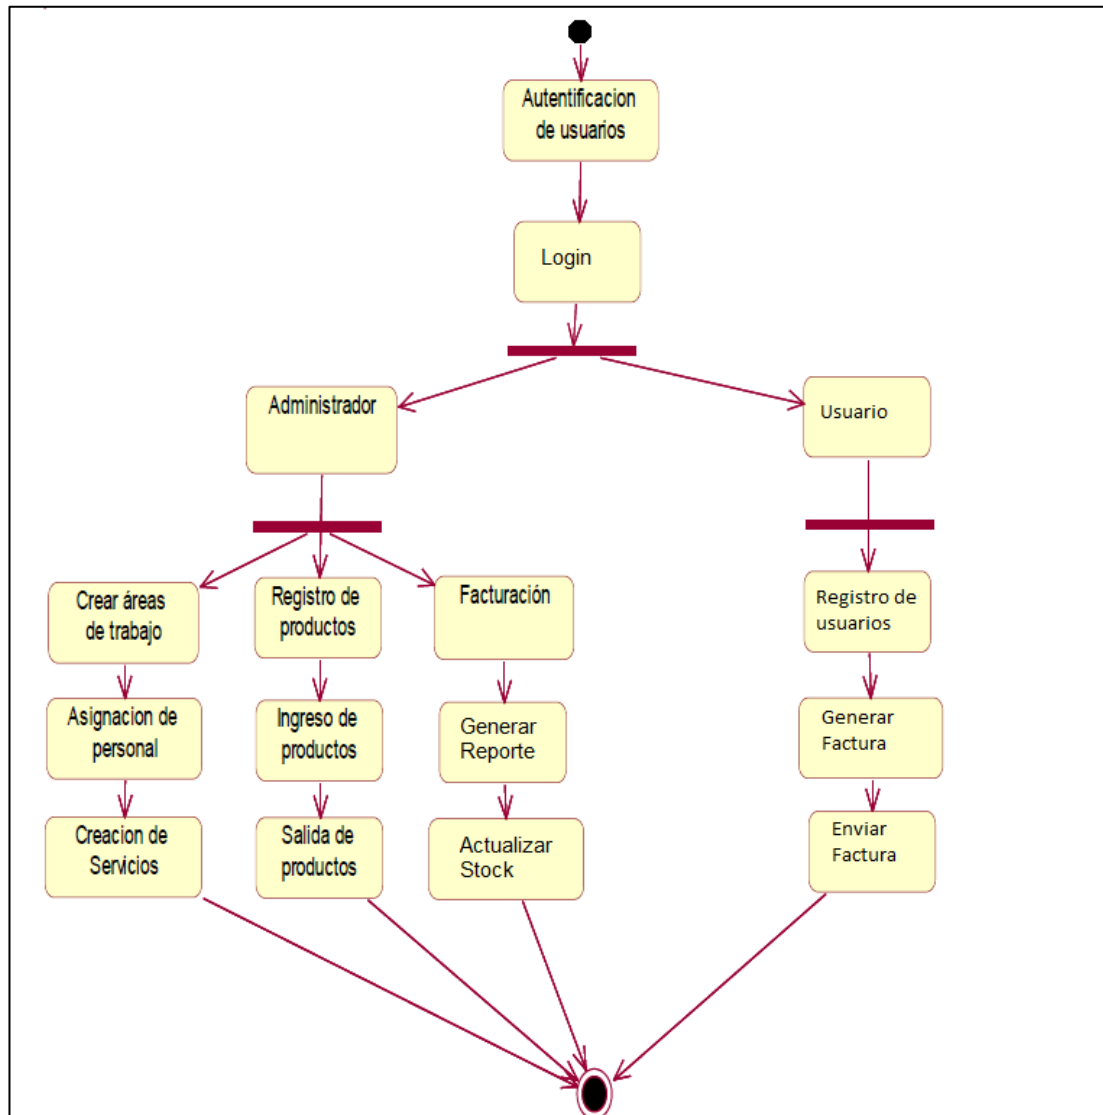 Autentificacion
de usuarios
Login
Administrador
Usuario
Crear áreas
de trabajo
Registro de
productos
Facturación
Registro de
usuarios
Asignacion de
personal
Ingreso de
productos
Generar
Reporte
Generar
Factura
Creacion de
Servicios
Salida de
productos
Actualizar
Stock
Enviar
Factura